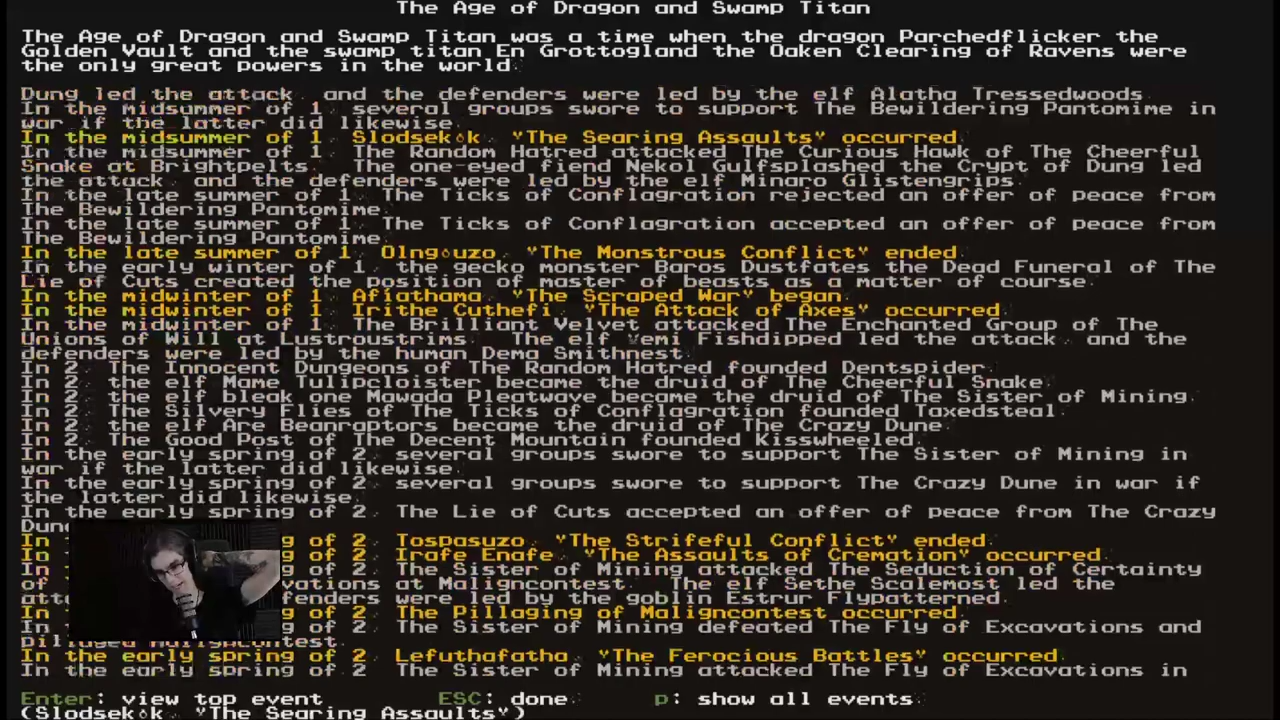 The Age of Dragon and Swamp Titan
The Age of Dragon and Swamp Titan was a time when the dragon Parchedflicker the
Golden Vault and the swamp titan En Grottogland the Oaken Clearing of Ravens were
the only great powers in the world.
Dung led the attack, and the defenders were led by the elf Alatha Tressedwoods.
In the midsummer of 1, several groups swore to support The Bewildering Pantomime in
war if the latter did likewise.
In the midsummer of 1, Slodsekòk, "The Searing Assaults" occurred.
In the midsummer of 1, The Random Hatred attacked The Curious Hawk of The Cheerful
Snake at Brightpelts. The one-eyed fiend Nekol Gulfsplashed the Crypt of Dung led
the attack, and the defenders were led by the elf Minaro Glistengrips.
In the late summer of 1, The Ticks of Conflagration rejected an offer of peace from
The Bewildering Pantomime.
In the late summer of 1, The Ticks of Conflagration accepted an offer of peace from
The Bewildering Pantomime.
In the late summer of 1, Olngòuzo, "The Monstrous Conflict" ended.
In the early winter of 1, the gecko monster Baros Dustfates the Dead Funeral of The
Lie of Cuts created the position of master of beasts as a matter of course.
In the midwinter of 1, Afiathama, "The Scraped War" began.
In the midwinter of 1, Irithe Cuthefi, "The Attack of Axes" occurred.
In the midwinter of 1, The Brilliant Velvet attacked The Enchanted Group of The
Unions of Will at Lustroustrims. The elf Yemi Fishdipped led the attack, and the
defenders were led by the human Dema Smithnest.
In 2, The Innocent Dungeons of The Random Hatred founded Dentspider.
In 2, the elf Mame Tulipcloister became the druid of The Cheerful Snake.
In 2, the elf bleak one Mawada Pleatwave became the druid of The Sister of Mining.
In 2, The Silvery Flies of The Ticks of Conflagration founded Taxedsteal.
In 2, the elf Are Beanraptors became the druid of The Crazy Dune.
In 2, The Good Post of The Decent Mountain founded Kisswheeled.
In the early spring of 2, several groups swore to support The Sister of Mining in
war if the latter did likewise.
In the early spring of 2, several groups swore to support The Crazy Dune in war if
the latter did likewise.
In the early spring of 2, The Lie of Cuts accepted an offer of peace from The Crazy
Dune
In g of 2, Tospasuzo, "The Strifeful Conflict" ended.
In g of 2, Irafe Enafe, "The Assaults of Cremation" occurred.
In g of 2, The Sister of Mining attacked The Seduction of Certainty
of vations at Maligncontest. The elf Sethe Scalemost led the
att fenders were led by the goblin Estrur Flypatterned.
In g of 2, The Pillaging of Maligncontest occurred.
In g of 2, The Sister of Mining defeated The Fly of Excavations and
pillaged Maligncontest.
In the early spring of 2, Lefuthafatha, "The Ferocious Battles" occurred.
In the early spring of 2, The Sister of Mining attacked The Fly of Excavations in
Enter: view top event ESC: done p: show all events
(Slodsekòk, "The Searing Assaults")